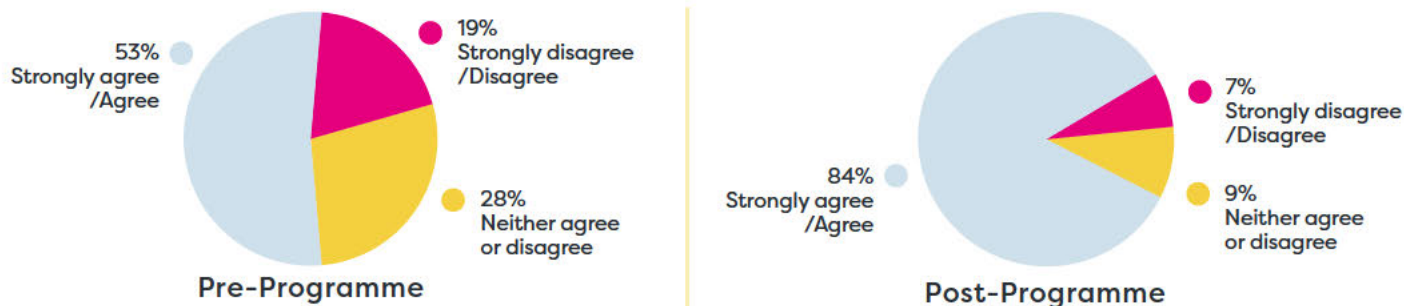 53%
Strongly agree
/Agree
19%
Strongly disagree
/Disagree
28%
Neither agree
or disagree
Pre-Programme
84%
Strongly agree
/Agree
7%
Strongly disagree
/Disagree
9%
Neither agree
or disagree
Post-Programme